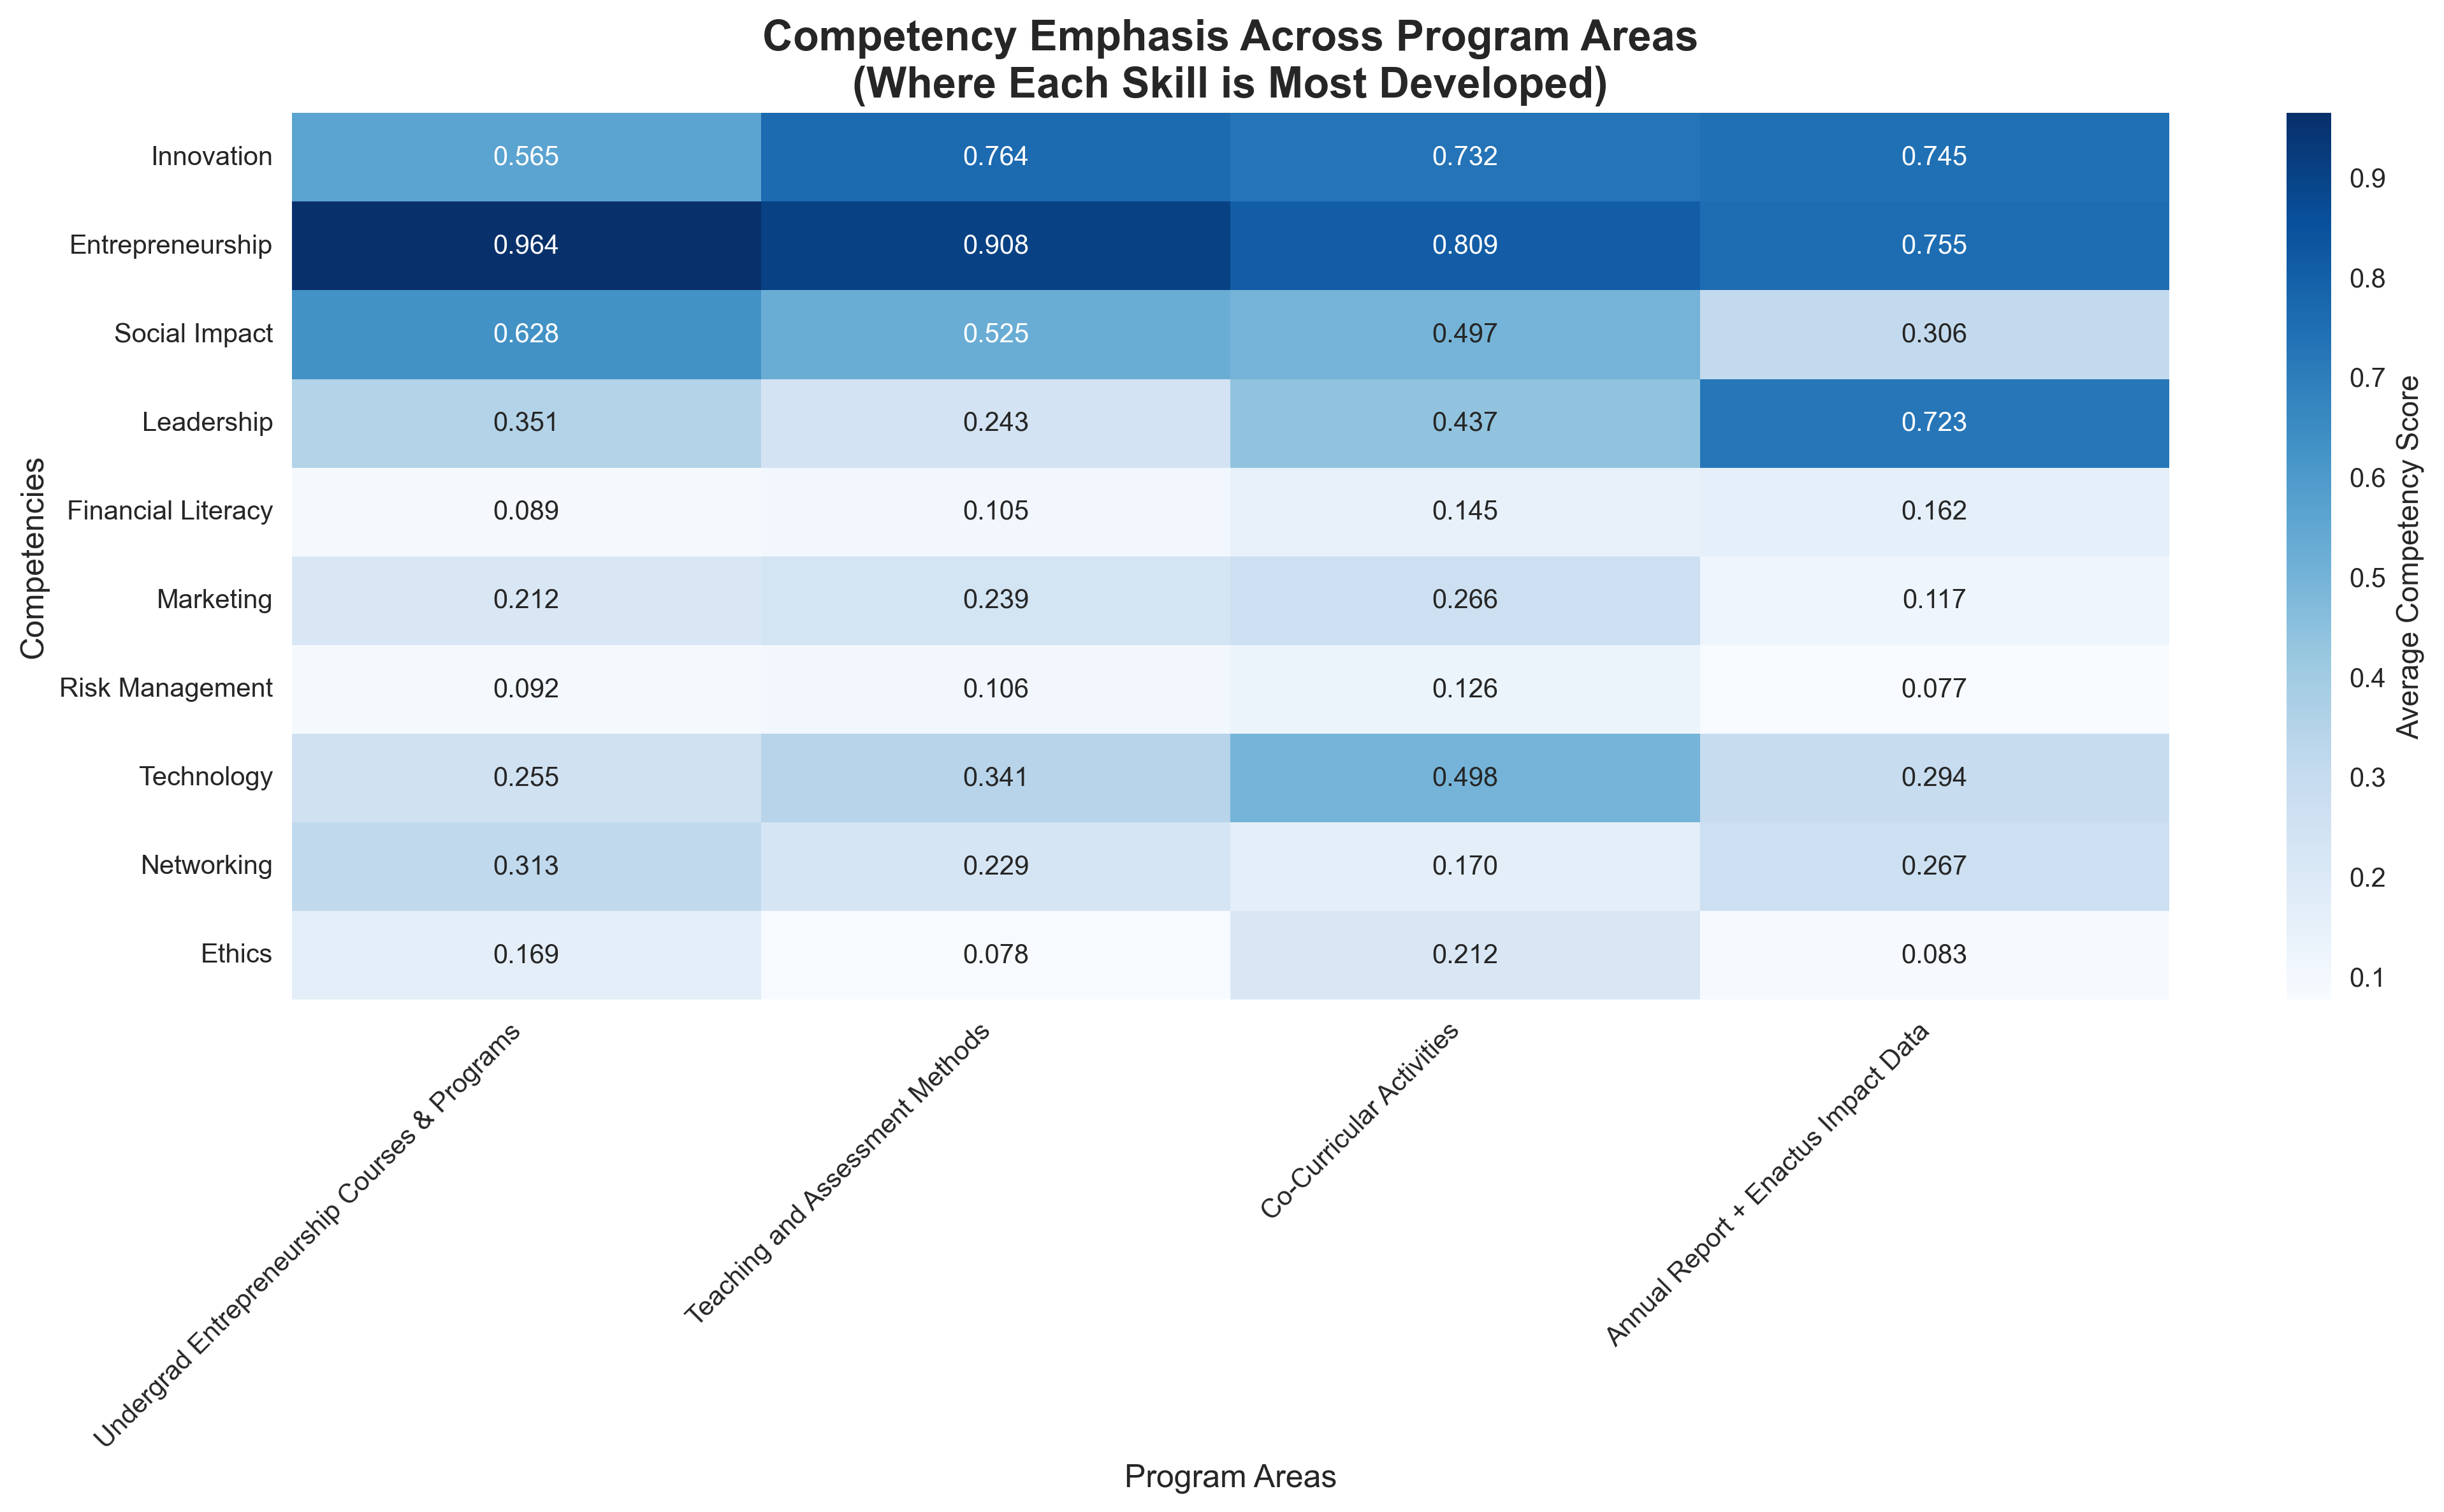 Competency Emphasis Across Program Areas
(Where Each Skill is Most Developed)
Competencies
Innovation 0.565 0.764 0.732 0.745
Entrepreneurship 0.964 0.908 0.809 0.755
Social Impact 0.628 0.525 0.497 0.306
Leadership 0.351 0.243 0.437 0.723
Financial Literacy 0.089 0.105 0.145 0.162
Marketing 0.212 0.239 0.266 0.117
Risk Management 0.092 0.106 0.126 0.077
Technology 0.255 0.341 0.498 0.294
Networking 0.313 0.229 0.170 0.267
Ethics 0.169 0.078 0.212 0.083
Undergrad Entrepreneurship Courses & Programs
Teaching and Assessment Methods
Co-Curricular Activities
Annual Report + Enactus Impact Data
Program Areas
0.9
0.8
0.7
0.6
0.5
0.4
0.3
0.2
0.1
Average Competency Score